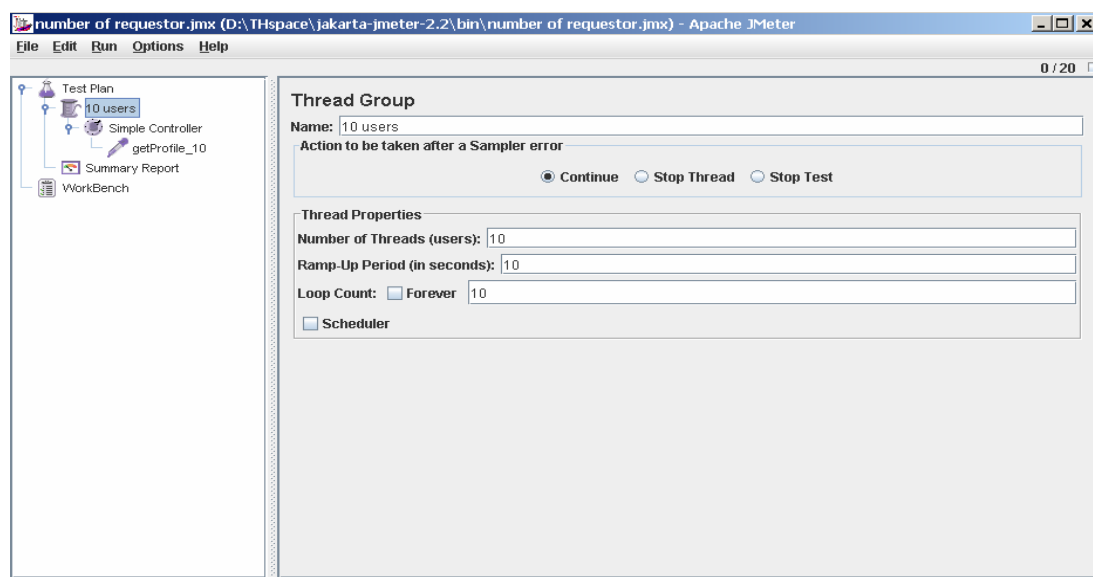 number of requestor.jmx (D:\THspace\jakarta-jmeter-2.2\bin\number of requestor.jmx) - Apache JMeter
File Edit Run Options Help
0 / 20
Test Plan
10 users
Simple Controller
getProfile_10
Summary Report
WorkBench
Thread Group
Name: 10 users
Action to be taken after a Sampler error
Continue Stop Thread Stop Test
Thread Properties
Number of Threads (users): 10
Ramp-Up Period (in seconds): 10
Loop Count: Forever 10
Scheduler